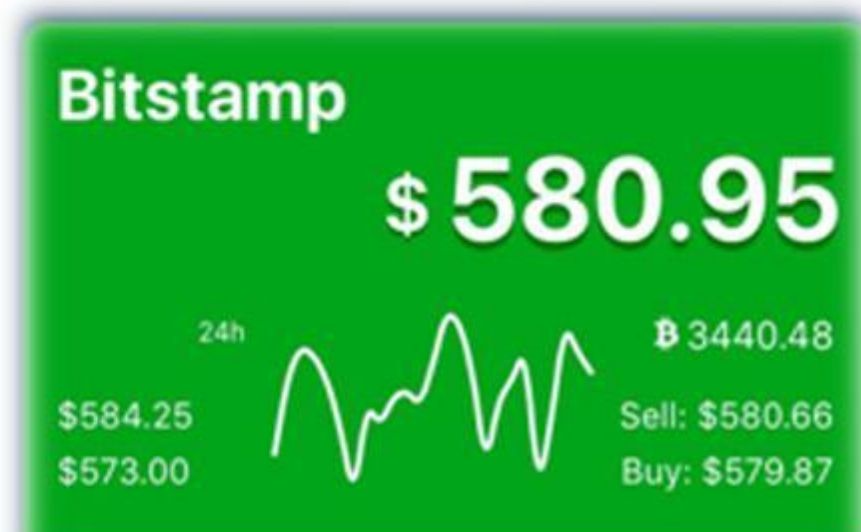 Bitstamp
$ 580.95
24h
₿ 3440.48
$584.25
Sell: $580.66
$573.00
Buy: $579.87